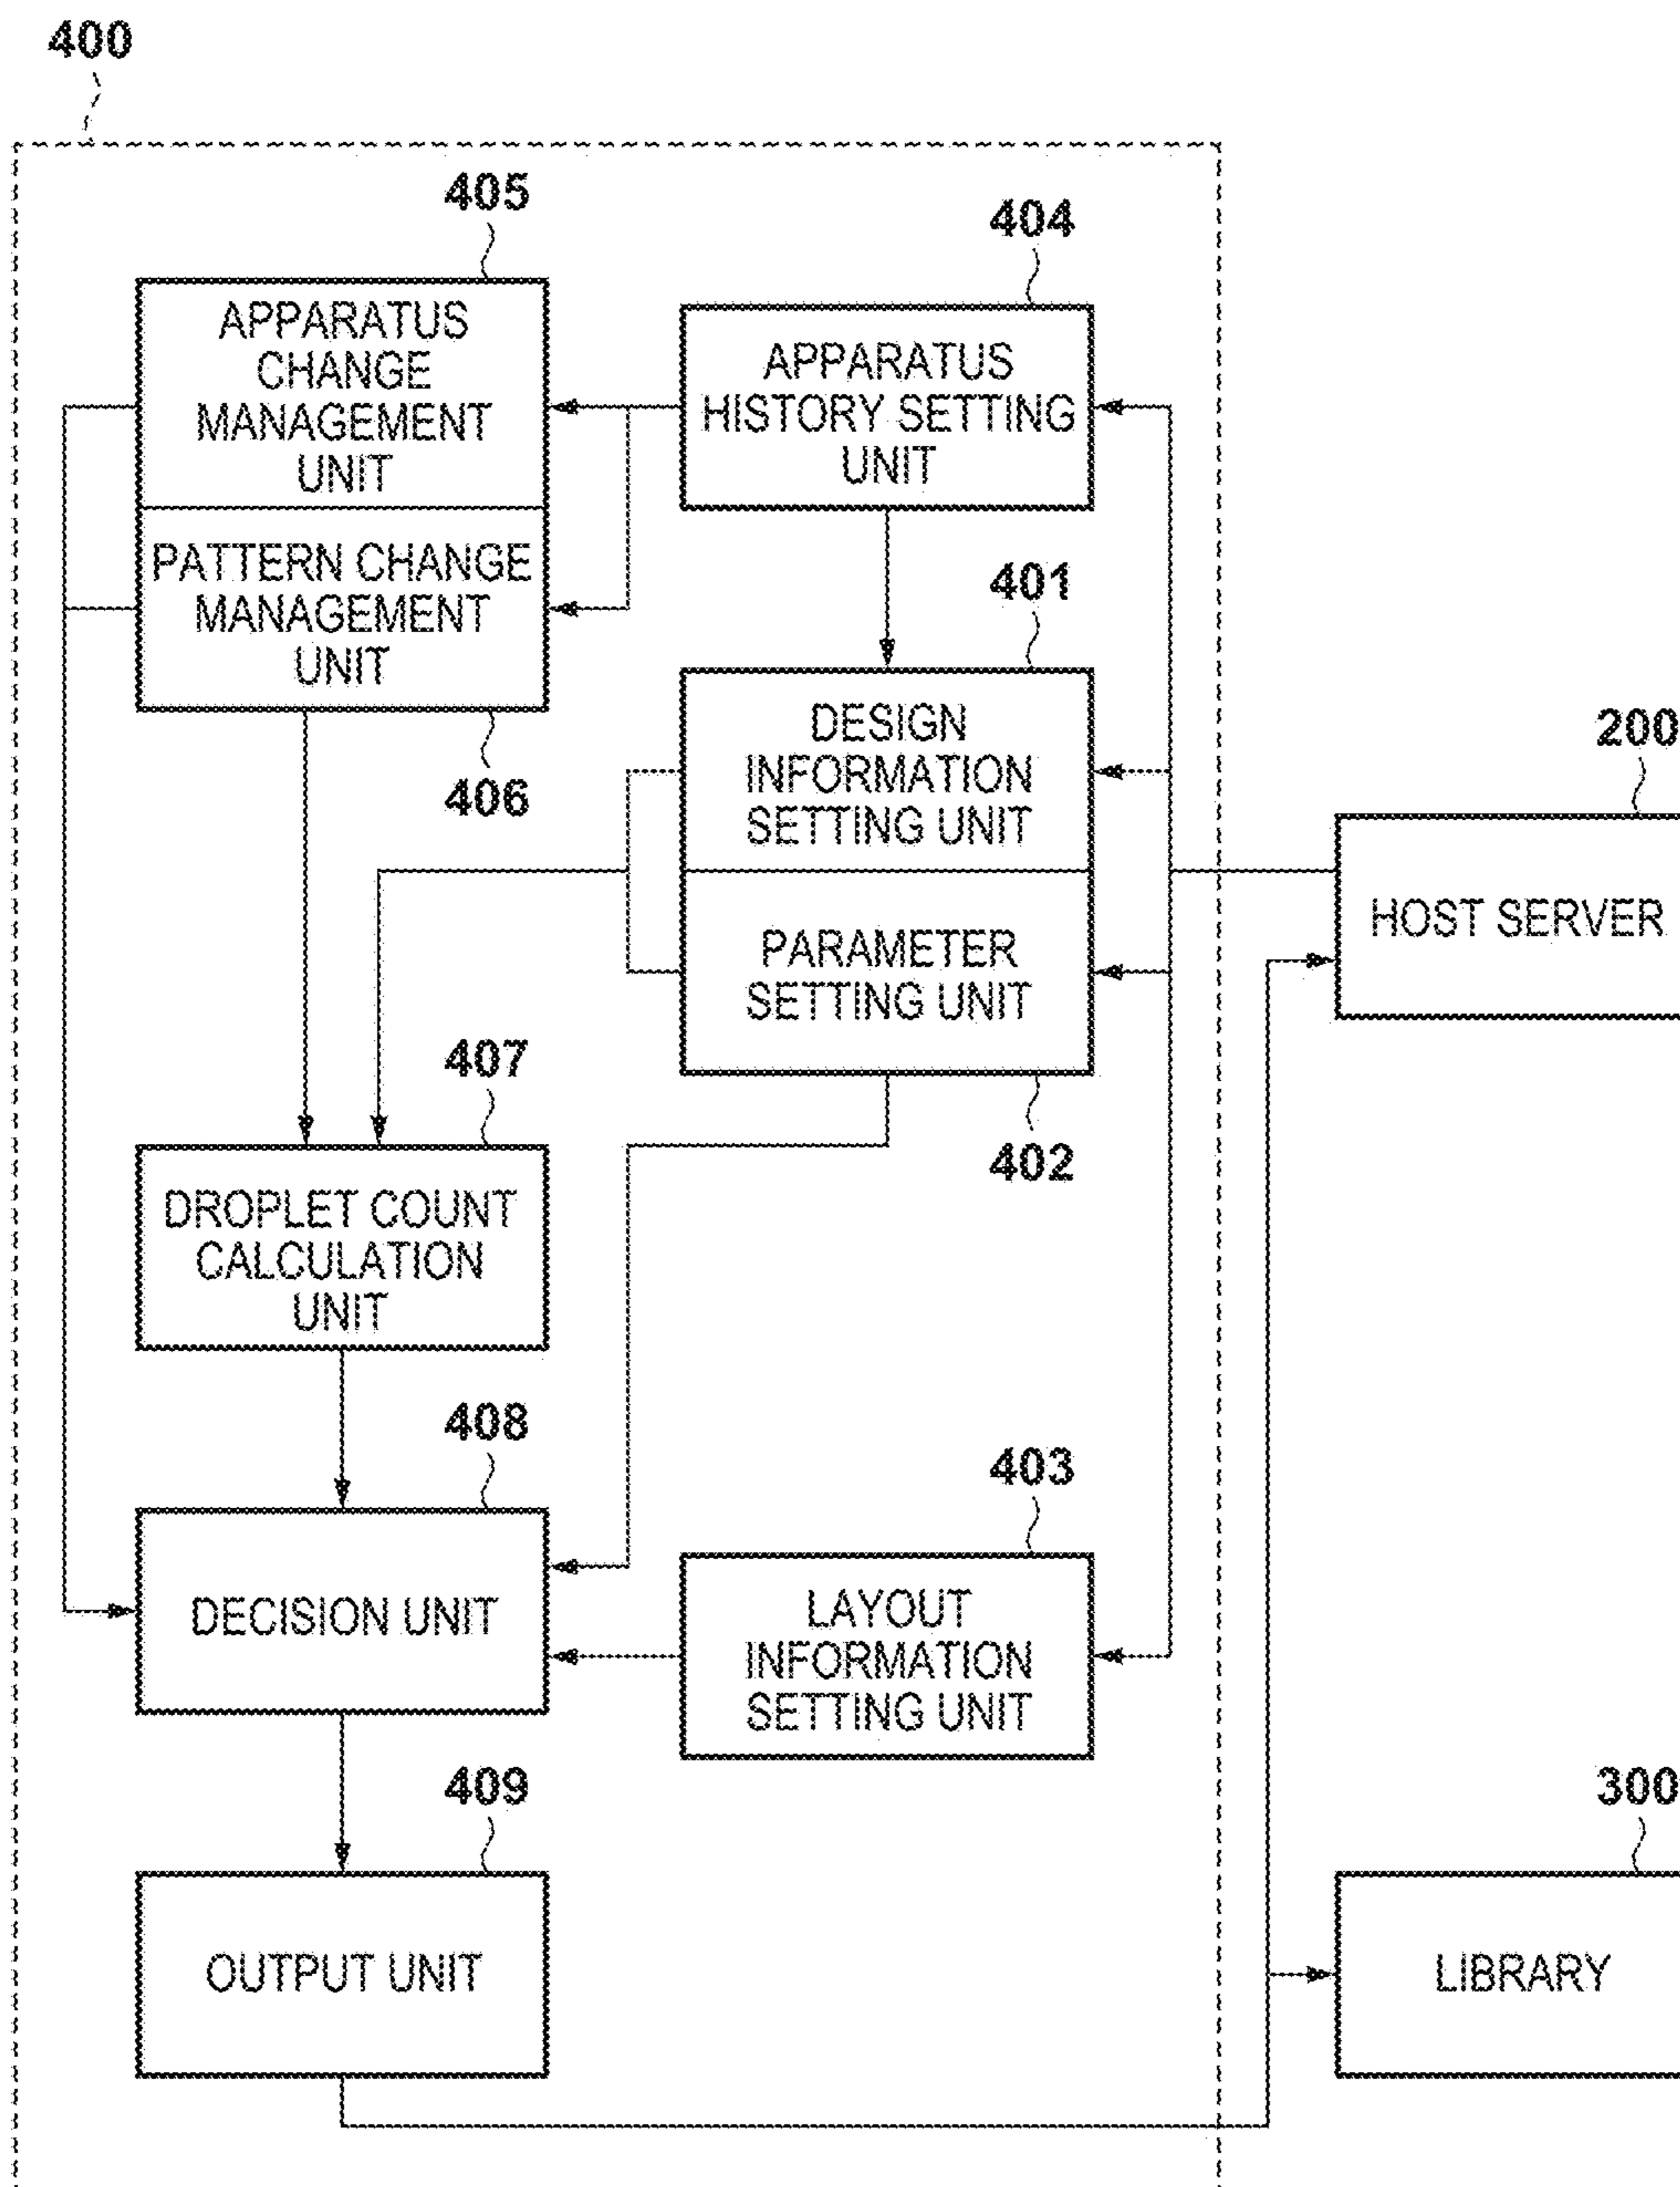 400
405
APPARATUS
CHANGE
MANAGEMENT
UNIT
PATTERN CHANGE
MANAGEMENT
UNIT
406
404
APPARATUS
HISTORY SETTING
UNIT
401
DESIGN
INFORMATION
SETTING UNIT
PARAMETER
SETTING UNIT
402
200
HOST SERVER
407
DROPLET COUNT
CALCULATION
UNIT
408
DECISION UNIT
403
LAYOUT
INFORMATION
SETTING UNIT
409
OUTPUT UNIT
300
LIBRARY